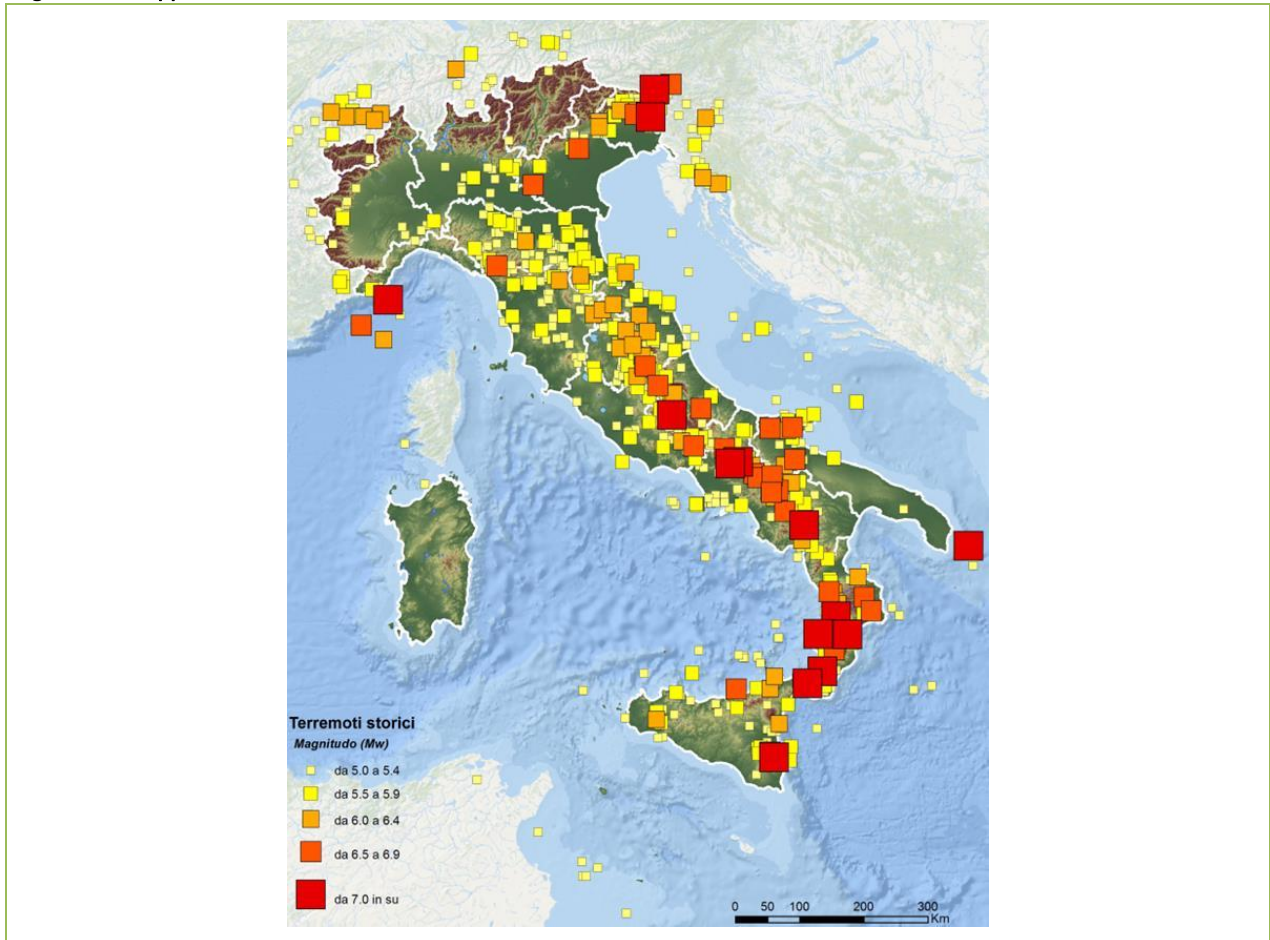 Terremoti storici
Magnitudo (Mw)
da 5.0 a 5.4
da 5.5 a 5.9
da 6.0 a 6.4
da 6.5 a 6.9
da 7.0 in su
0 50 100 200 300
Km